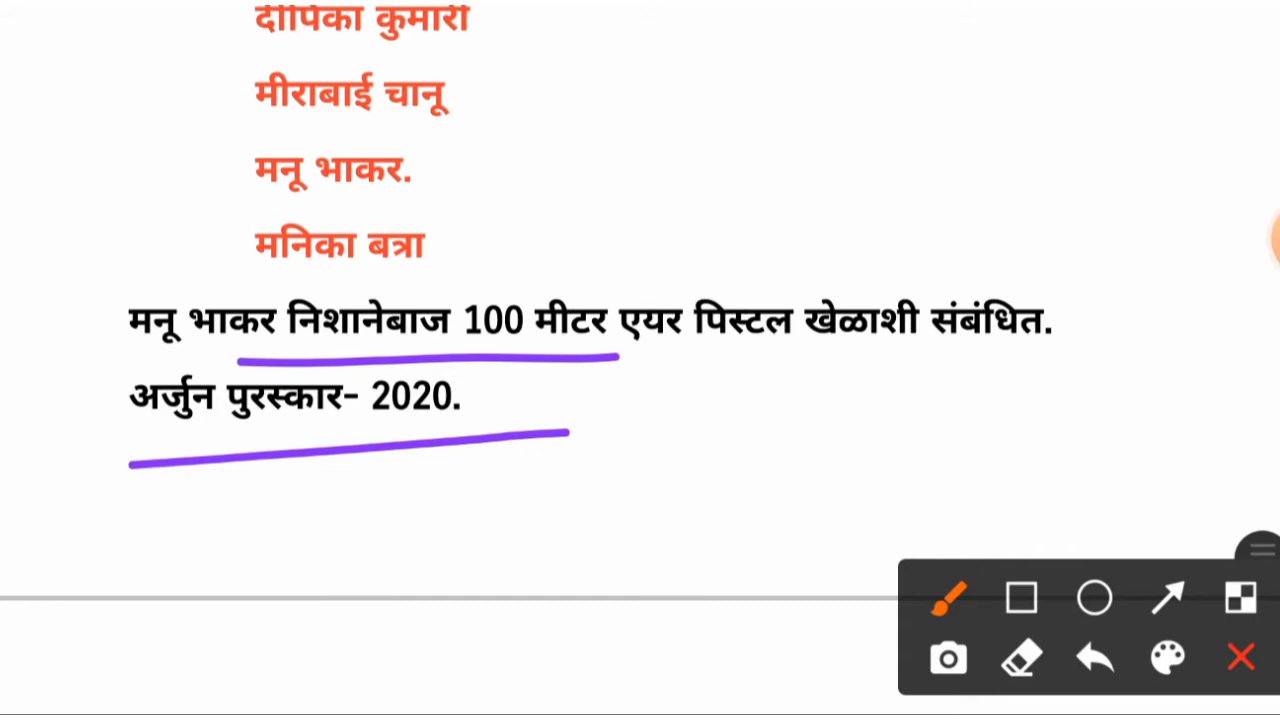 दीपिका कुमारी
मीराबाई चानू
मनू भाकर.
मनिका बत्रा
मनू भाकर निशानेबाज 100 मीटर एयर पिस्टल खेळाशी संबंधित.
अर्जुन पुरस्कार- 2020.